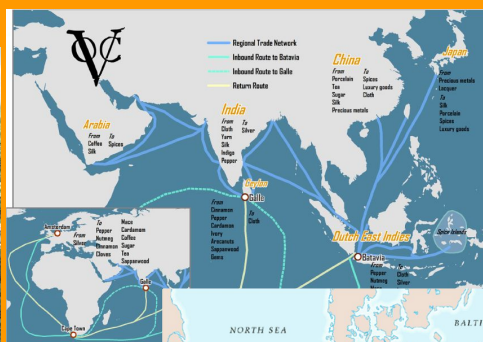 VOC
Regional Trade Network
Inbound Route to Batavia
Inbound Route to Galle
Return Route
Japan
From
Precious metals
Lacquer
To
Silk
Porcelain
Spices
Luxury goods
China
From
Porcelain
Tea
Sugar
Silk
Precious metals
To
Spices
Luxury goods
Cloth
India
From
Cloth
Yarn
Silk
Indigo
Pepper
To
Silver
Arabia
From
Coffee
Silk
To
Spices
Ceylon
Galle
From
Cinnamon
Pepper
Cardamom
Ivory
Arecanuts
Sappanwood
Gems
To
Cloth
Dutch East Indies
Batavia
From
Pepper
Nutmeg
To
Cloth
Silver
Spice Islands
Amsterdam
From
Silver
To
Pepper
Nutmeg
Cinnamon
Cloves
Mace
Cardamom
Coffee
Sugar
Tea
Sappanwood
Galle
Cape Town
NORTH SEA
BALTI